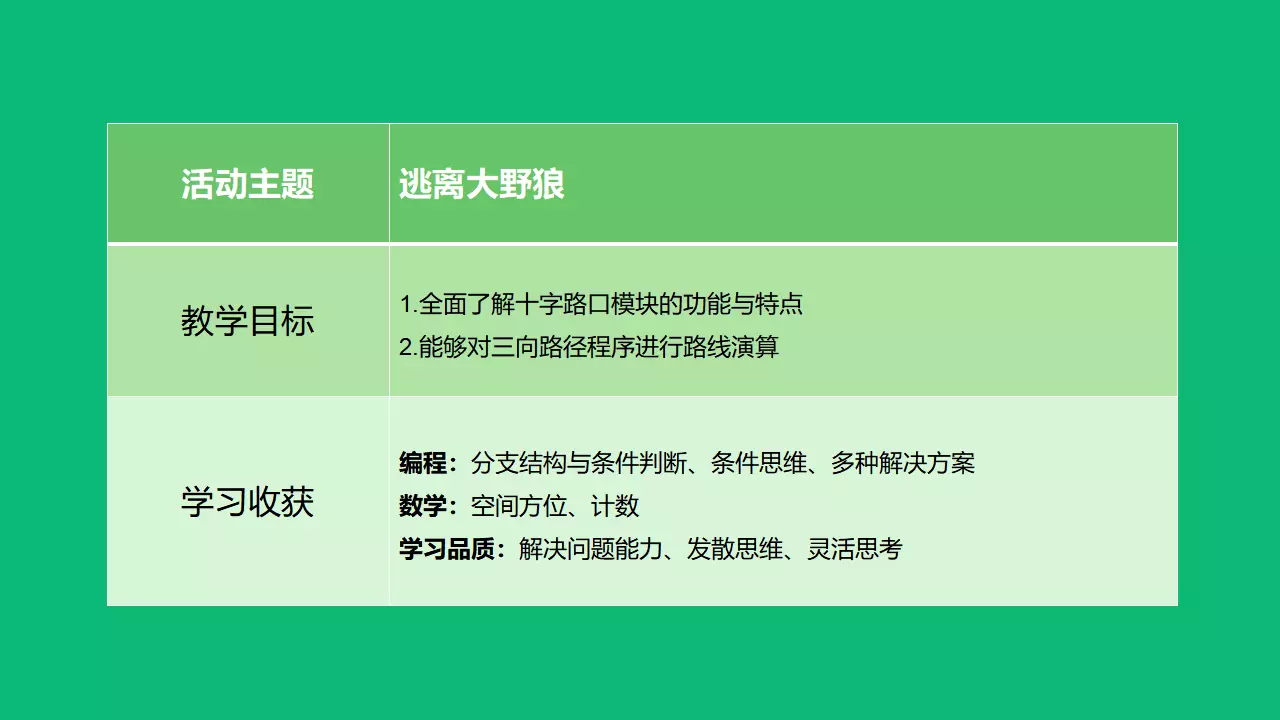 活动主题
逃离大野狼
教学目标
1.全面了解十字路口模块的功能与特点
2.能够对三向路径程序进行路线演算
学习收获
编程：分支结构与条件判断、条件思维、多种解决方案
数学：空间方位、计数
学习品质：解决问题能力、发散思维、灵活思考